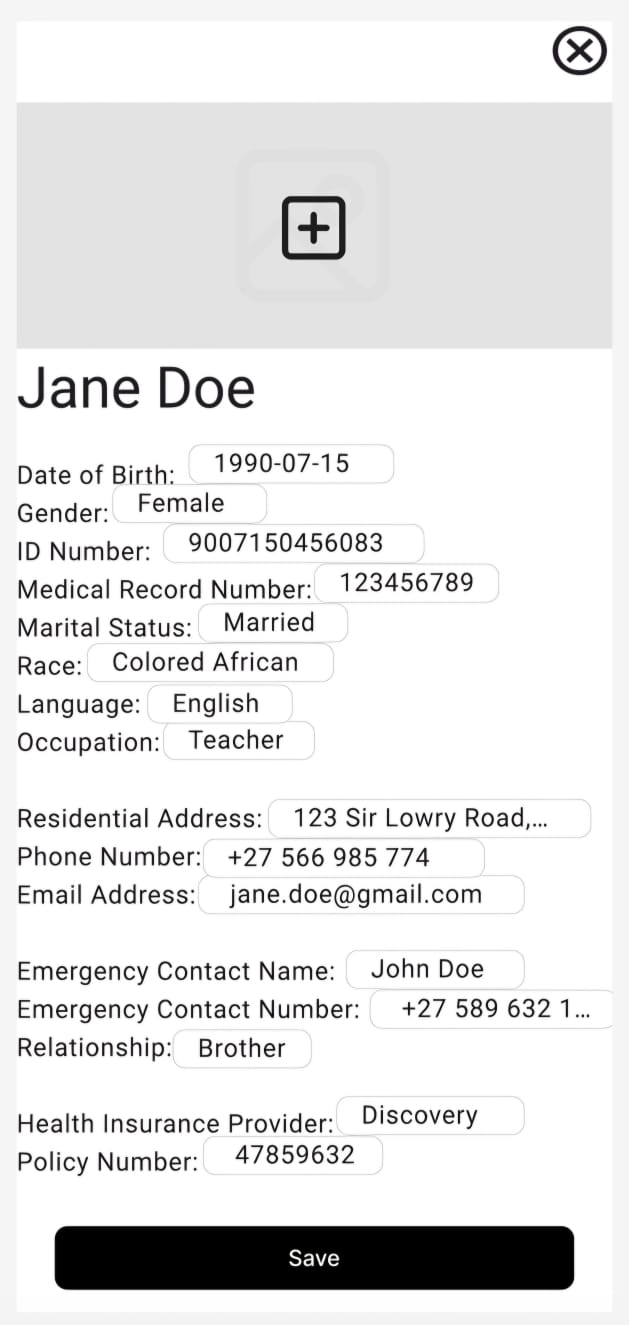 Jane Doe
Date of Birth: 1990-07-15
Gender: Female
ID Number: 9007150456083
Medical Record Number: 123456789
Marital Status: Married
Race: Colored African
Language: English
Occupation: Teacher
Residential Address: 123 Sir Lowry Road,...
Phone Number: +27 566 985 774
Email Address: jane.doe@gmail.com
Emergency Contact Name: John Doe
Emergency Contact Number: +27 589 632 1...
Relationship: Brother
Health Insurance Provider: Discovery
Policy Number: 47859632
Save